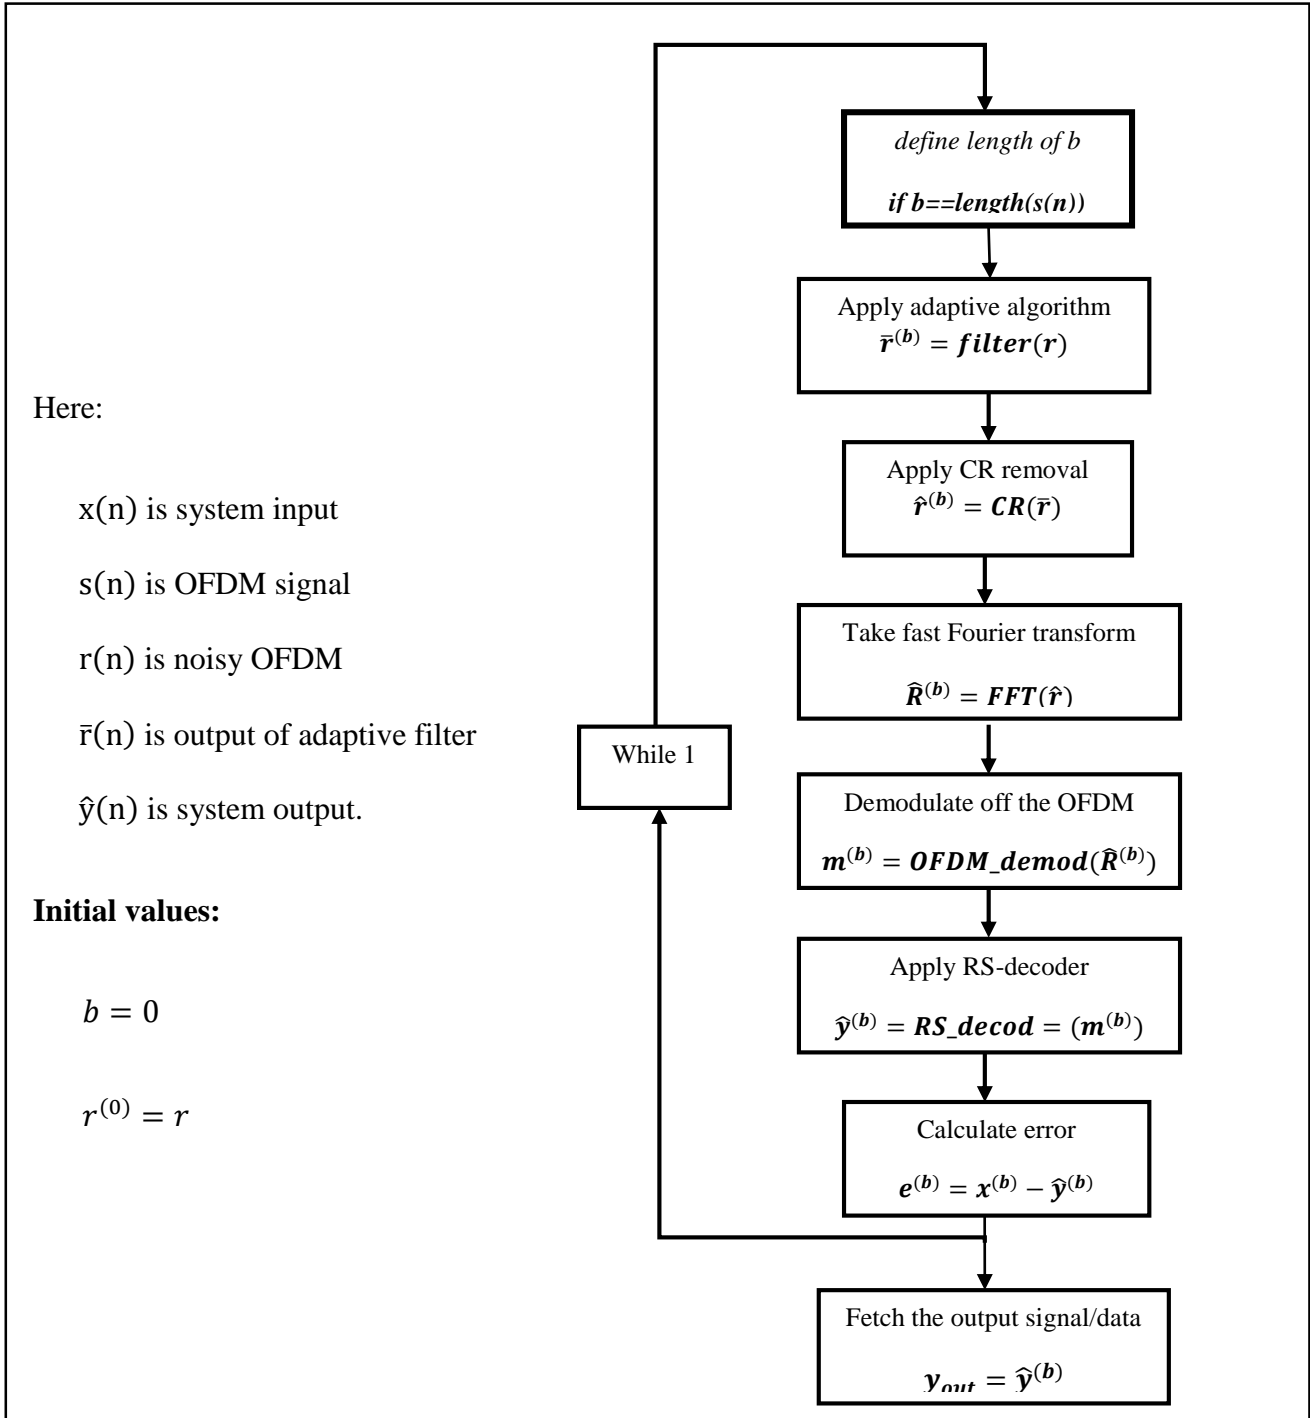 define length of b
if b==length(s(n))
Apply adaptive algorithm
r̄⁽ᵇ⁾ = filter(r)
Here:
Apply CR removal
r̂⁽ᵇ⁾ = CR(r̄)
x(n) is system input
s(n) is OFDM signal
r(n) is noisy OFDM
r̄(n) is output of adaptive filter
ŷ(n) is system output.
Initial values:
b = 0
r⁽⁰⁾ = r
While 1
Take fast Fourier transform
R̂⁽ᵇ⁾ = FFT(r̂)
Demodulate off the OFDM
m⁽ᵇ⁾ = OFDM_demod(R̂⁽ᵇ⁾)
Apply RS-decoder
ŷ⁽ᵇ⁾ = RS_decod = (m⁽ᵇ⁾)
Calculate error
e⁽ᵇ⁾ = x⁽ᵇ⁾ − ŷ⁽ᵇ⁾
Fetch the output signal/data
y_out = ŷ⁽ᵇ⁾